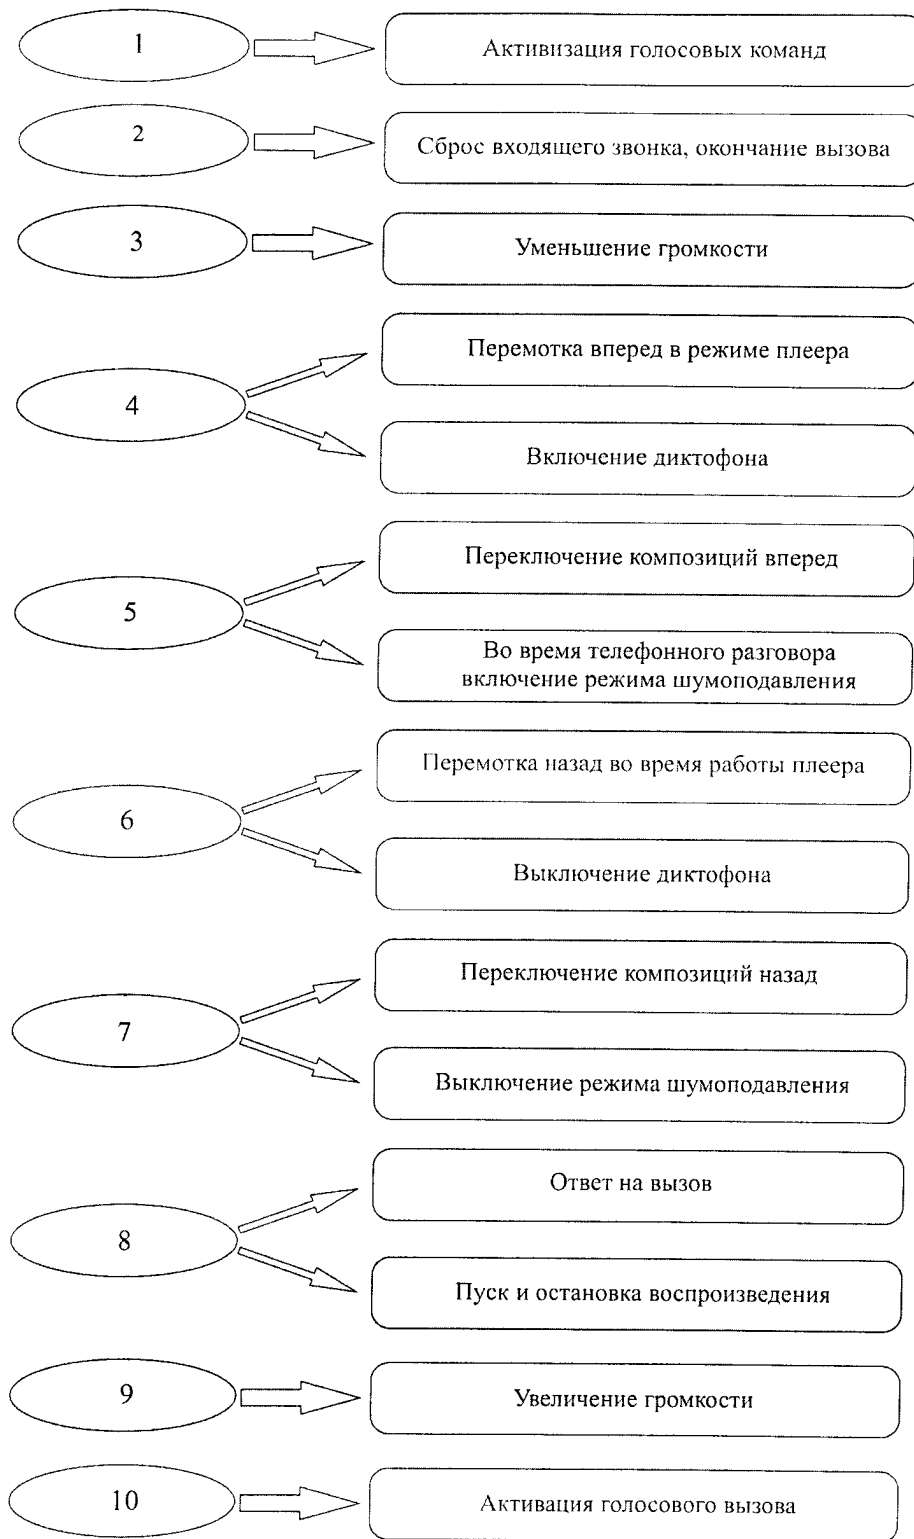 1
Активизация голосовых команд
2
Сброс входящего звонка, окончание вызова
3
Уменьшение громкости
4
Перемотка вперед в режиме плеера
Включение диктофона
5
Переключение композиций вперед
Во время телефонного разговора
включение режима шумоподавления
6
Перемотка назад во время работы плеера
Выключение диктофона
7
Переключение композиций назад
Выключение режима шумоподавления
8
Ответ на вызов
Пуск и остановка воспроизведения
9
Увеличение громкости
10
Активация голосового вызова